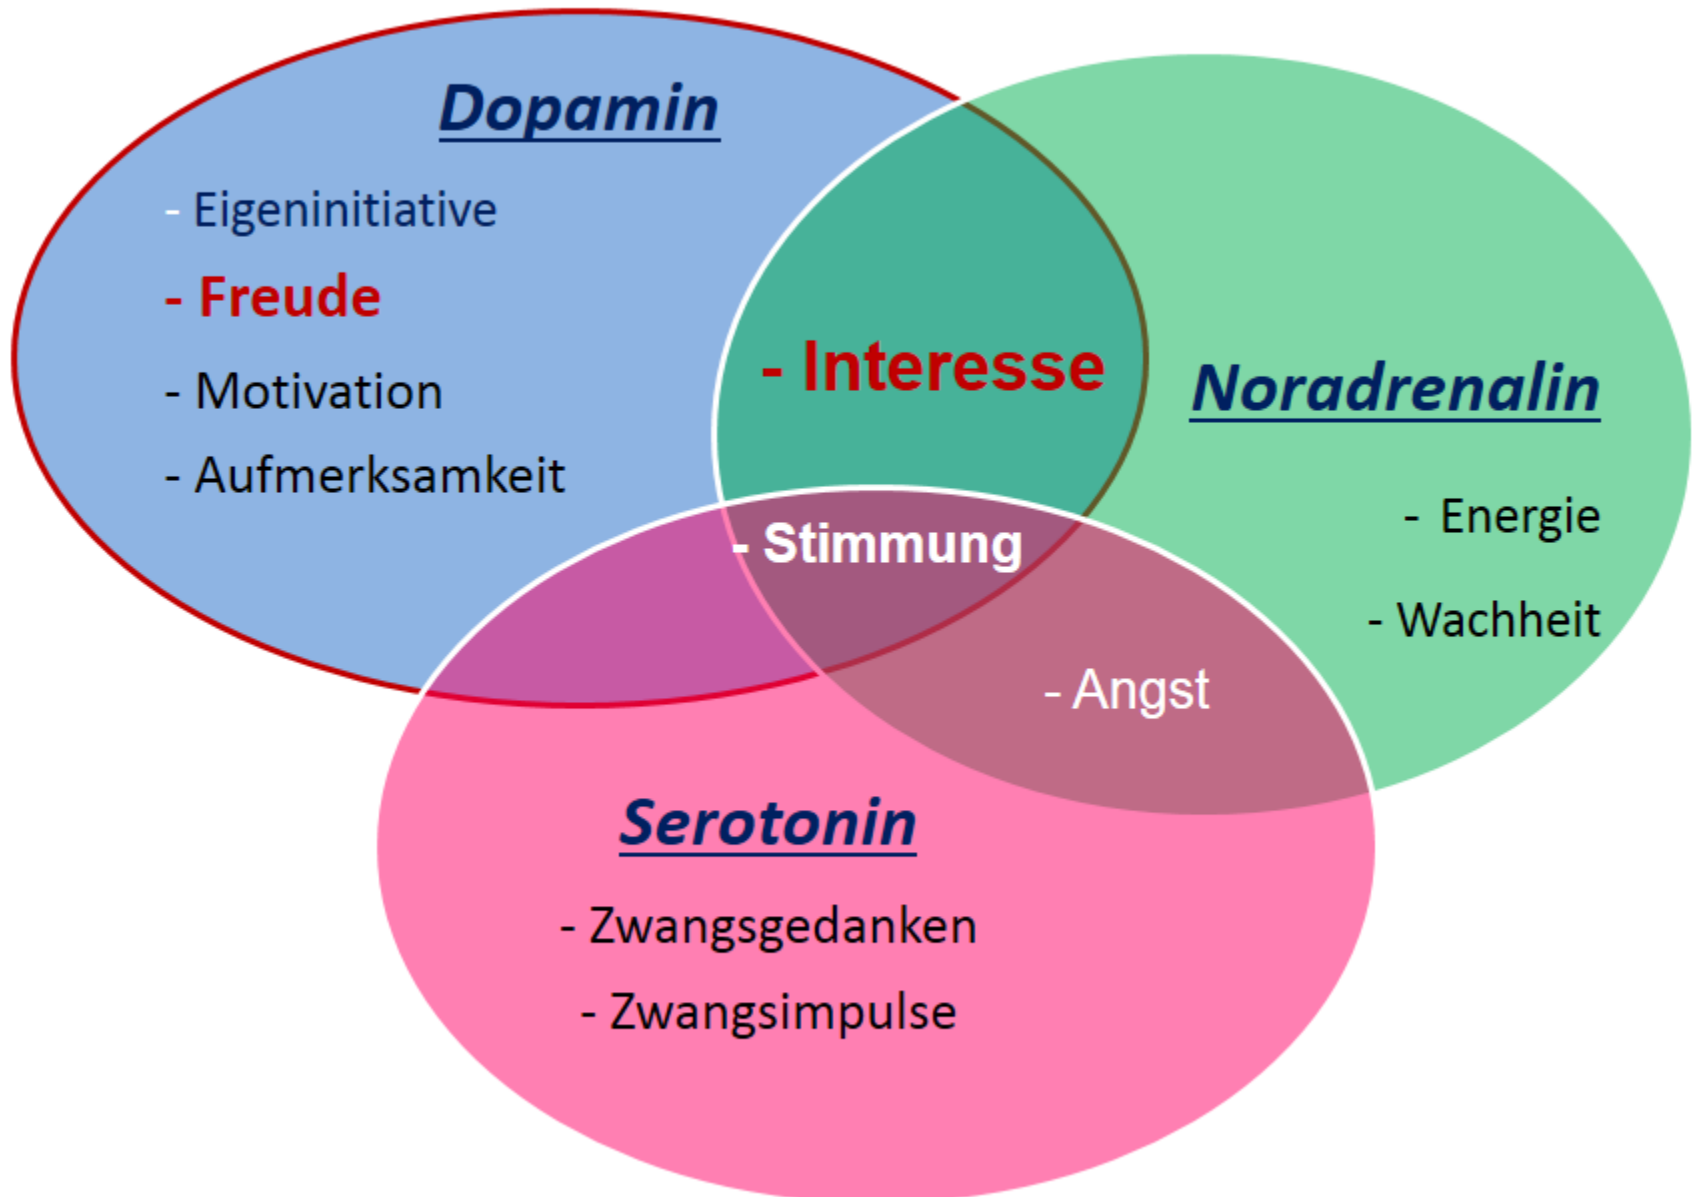 Dopamin
- Eigeninitiative
- Freude
- Motivation
- Aufmerksamkeit
- Interesse
Noradrenalin
- Energie
- Wachheit
- Stimmung
- Angst
Serotonin
- Zwangsgedanken
- Zwangsimpulse